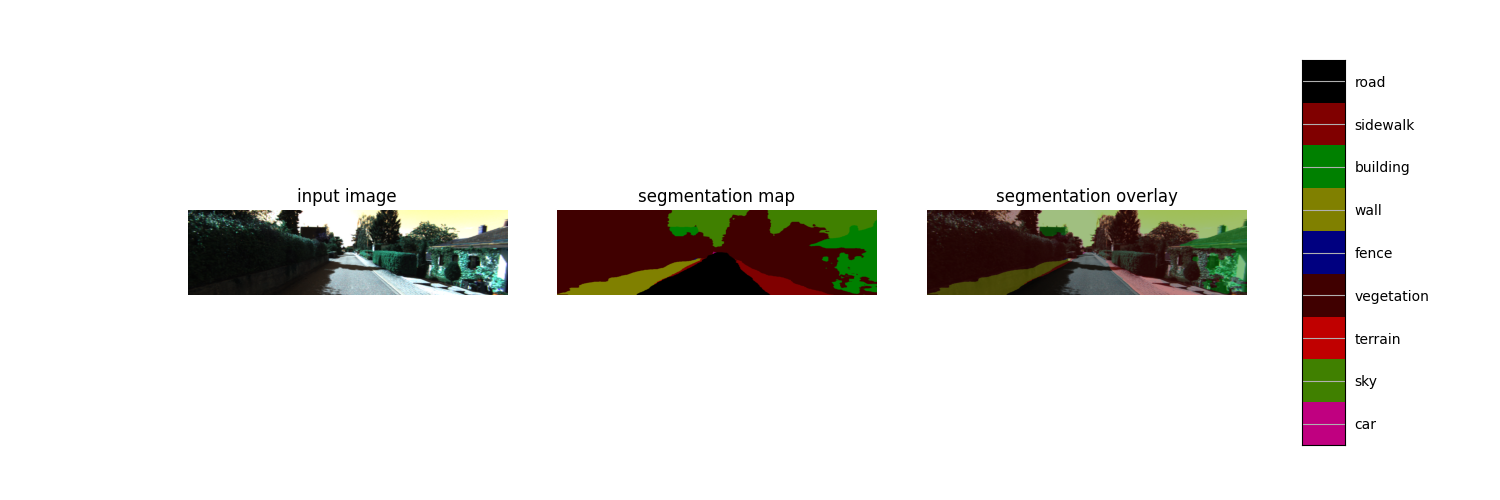 input image
segmentation map
segmentation overlay
road
sidewalk
building
wall
fence
vegetation
terrain
sky
car